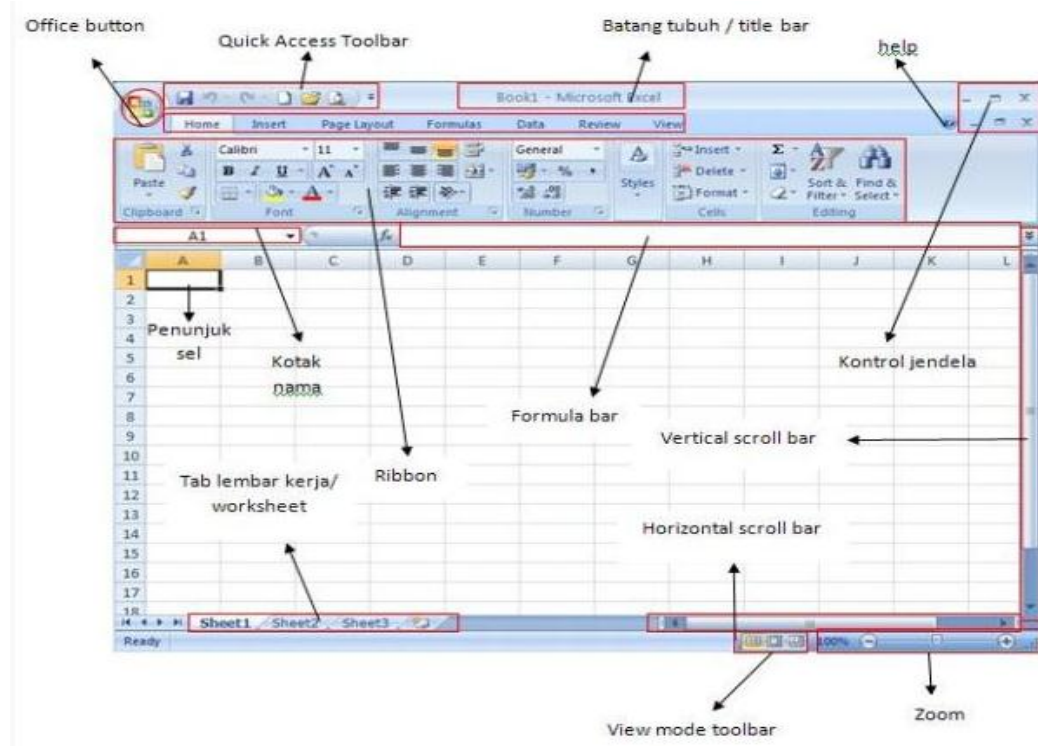 Office button
Quick Access Toolbar
Batang tubuh / title bar
help
Book1 - Microsoft Excel
Home Insert Page Layout Formulas Data Review View
Calibri 11 General Insert Σ
Paste B I U A A A % , Styles Delete Sort & Find &
Format Filter Select
Clipboard Font Alignment Number Cells Editing
A1 fx
A B C D E F G H I J K L
1
2
3
4
5
6
7
8
9
10
11
12
13
14
15
16
17
18
Penunjuk
sel
Kotak
nama
Kontrol jendela
Formula bar
Vertical scroll bar
Ribbon
Tab lembar kerja/
worksheet
Horizontal scroll bar
Sheet1 Sheet2 Sheet3
Ready 100%
View mode toolbar
Zoom